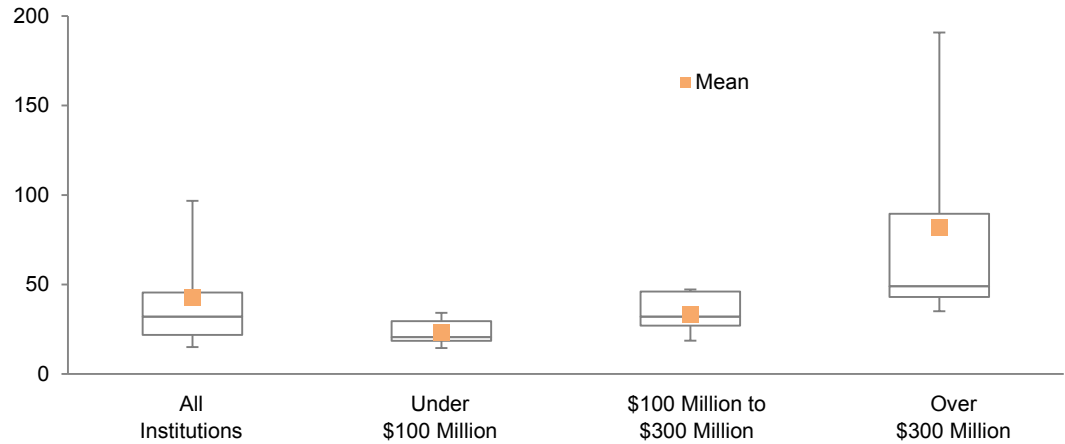 200
150
100
50
0
Mean
All
Institutions
Under
$100 Million
$100 Million to
$300 Million
Over
$300 Million